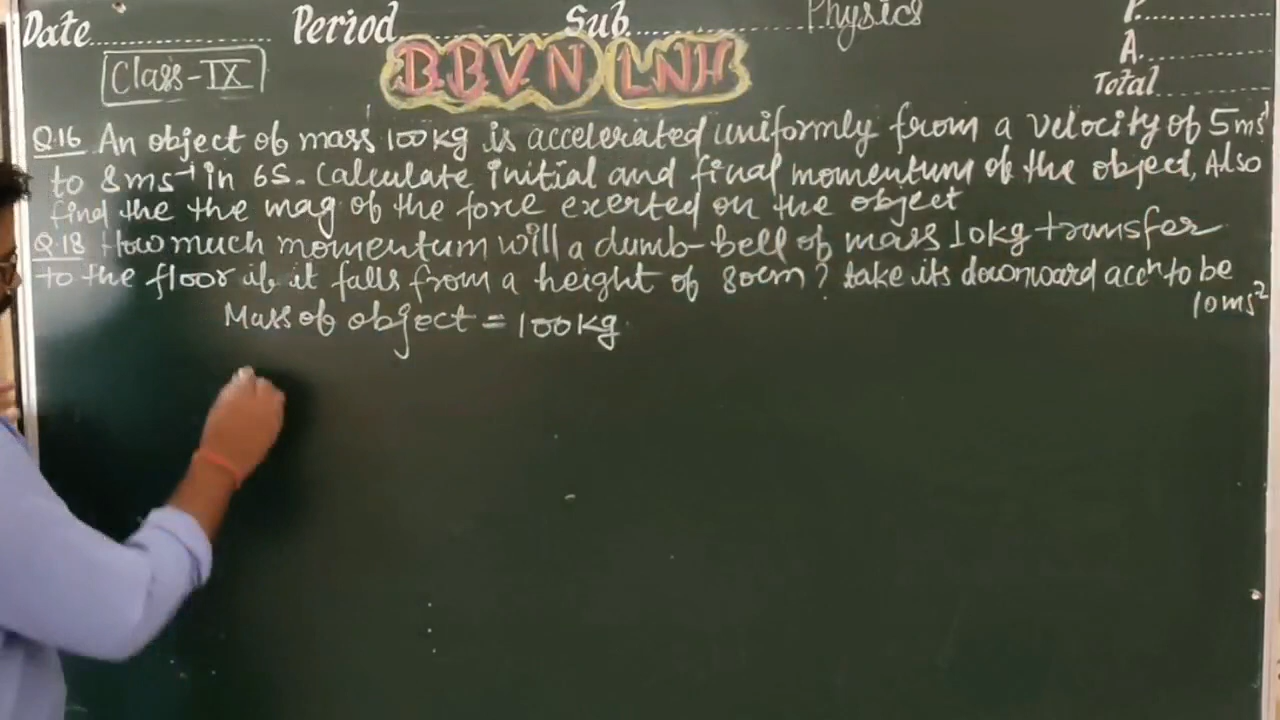 Date.................... Period.................... Sub.................... Physics P....................
A....................
Class-IX BBVN LNH Total....................
Q.16 An object of mass 100kg is accelerated uniformly from a velocity of 5ms⁻¹
to 8ms⁻¹ in 6S. Calculate initial and final momentum of the object, Also
find the the mag of the force exerted on the object
Q.18 How much momentum will a dumb-bell of mass 10kg transfer
to the floor if it falls from a height of 80cm? take its downward accⁿ to be
10ms²
Mass of object = 100kg